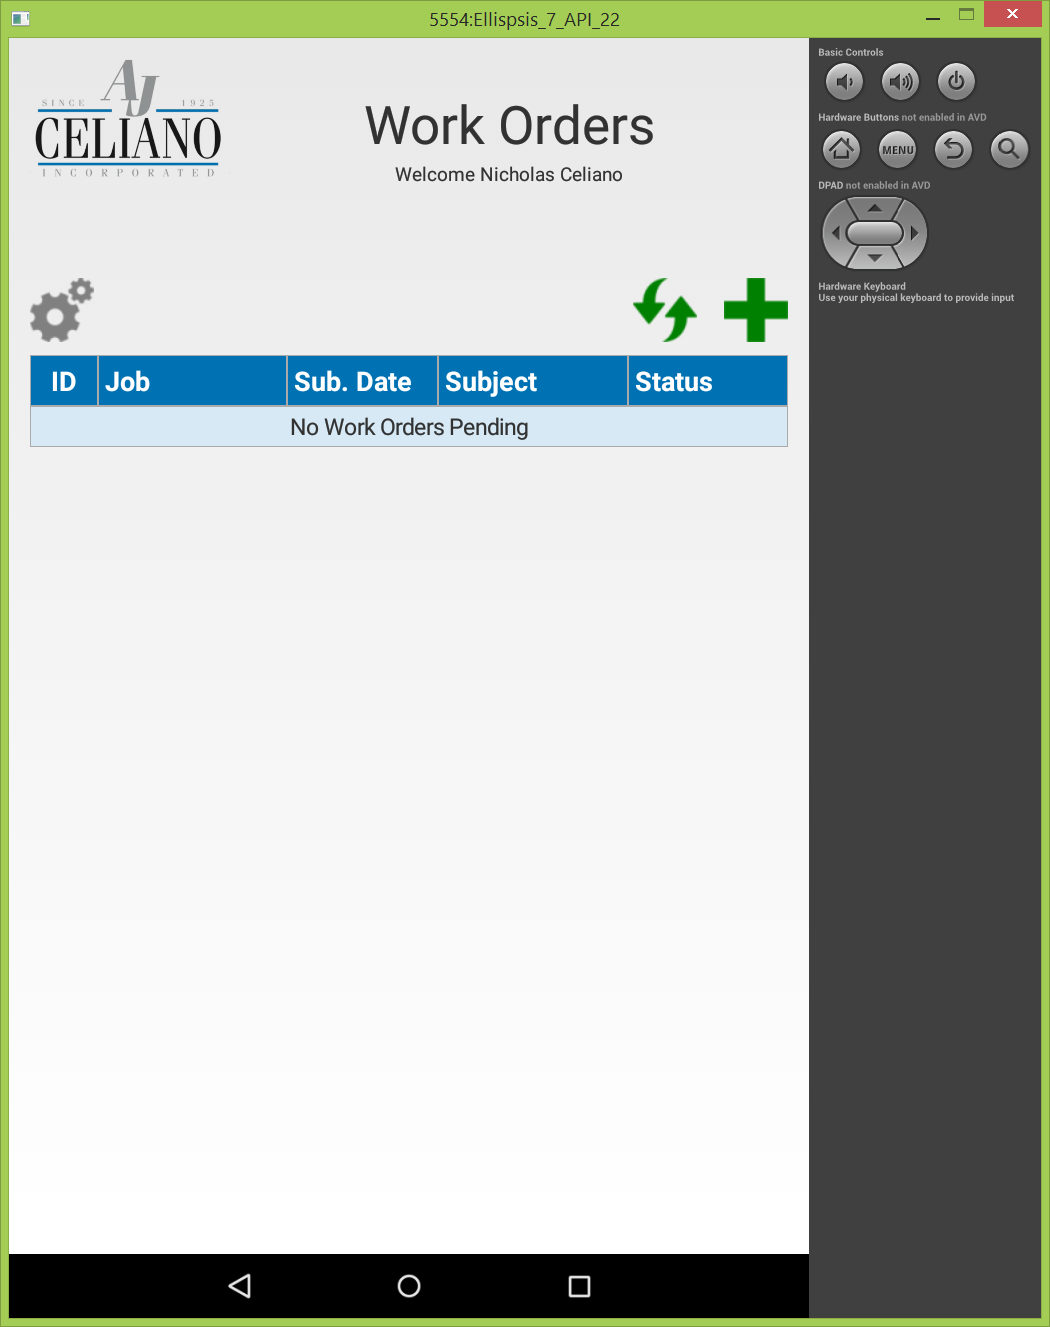 5554:Ellispsis_7_API_22
AJ
SINCE 1925
CELIANO
INCORPORATED
Work Orders
Welcome Nicholas Celiano
ID Job Sub. Date Subject Status
No Work Orders Pending
Basic Controls
Hardware Buttons not enabled in AVD
MENU
DPAD not enabled in AVD
Hardware Keyboard
Use your physical keyboard to provide input